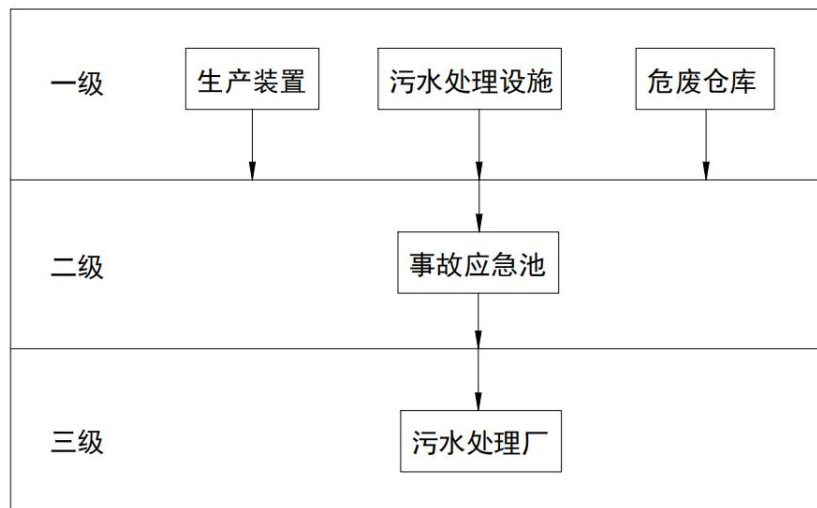 一级
生产装置
污水处理设施
危废仓库
二级
事故应急池
三级
污水处理厂